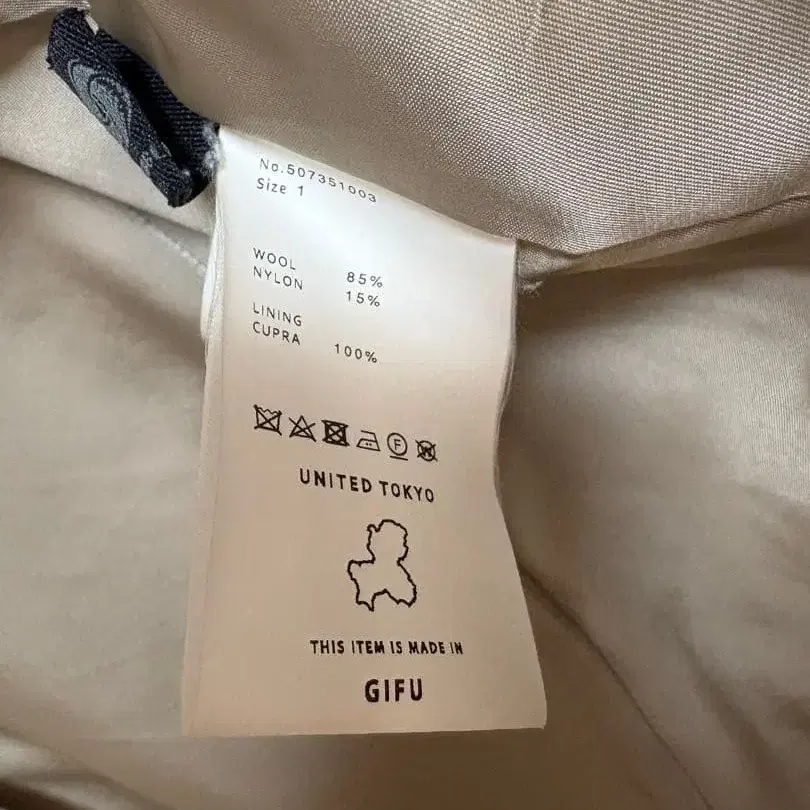 No.507351003
Size 1
WOOL 85%
NYLON 15%
LINING
CUPRA 100%
F
UNITED TOKYO
THIS ITEM IS MADE IN
GIFU